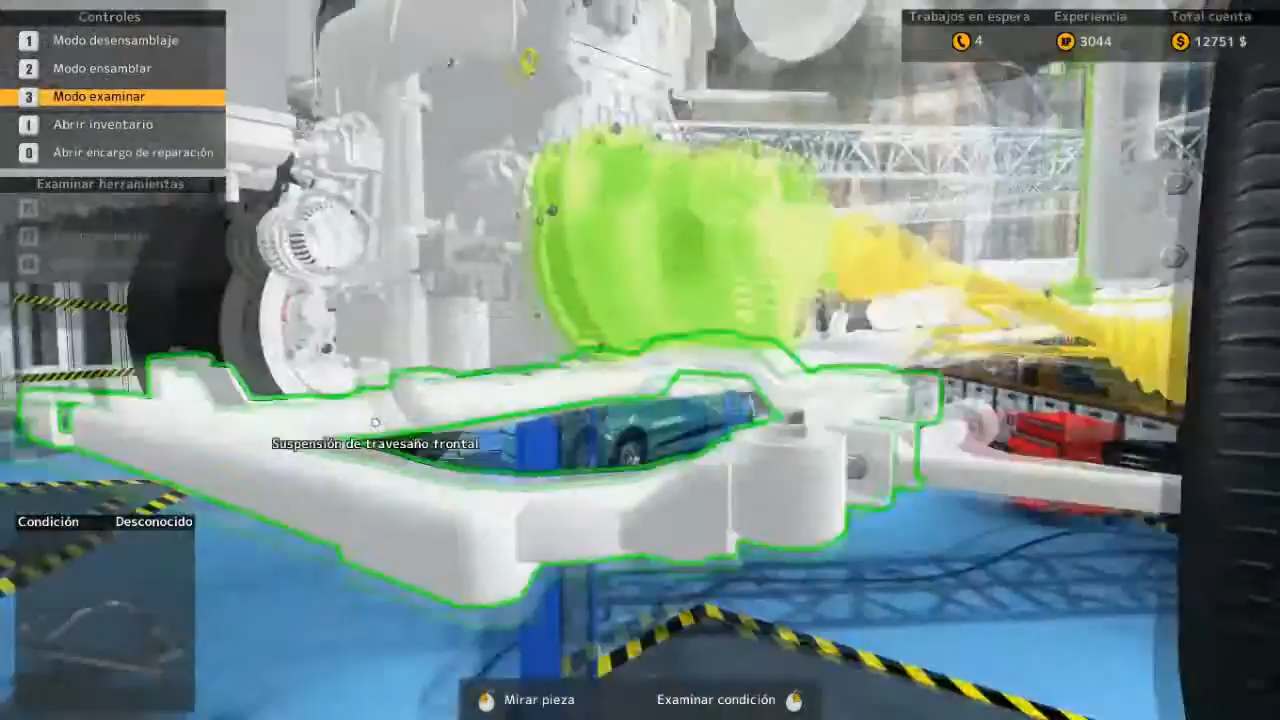 Controles
1 Modo desensamblaje
2 Modo ensamblar
3 Modo examinar
I Abrir inventario
O Abrir encargo de reparación
Examinar herramientas
Trabajos en espera
4
Experiencia
XP 3044
Total cuenta
$ 12751 $
Suspensión de travesaño frontal
Condición Desconocido
Mirar pieza
Examinar condición